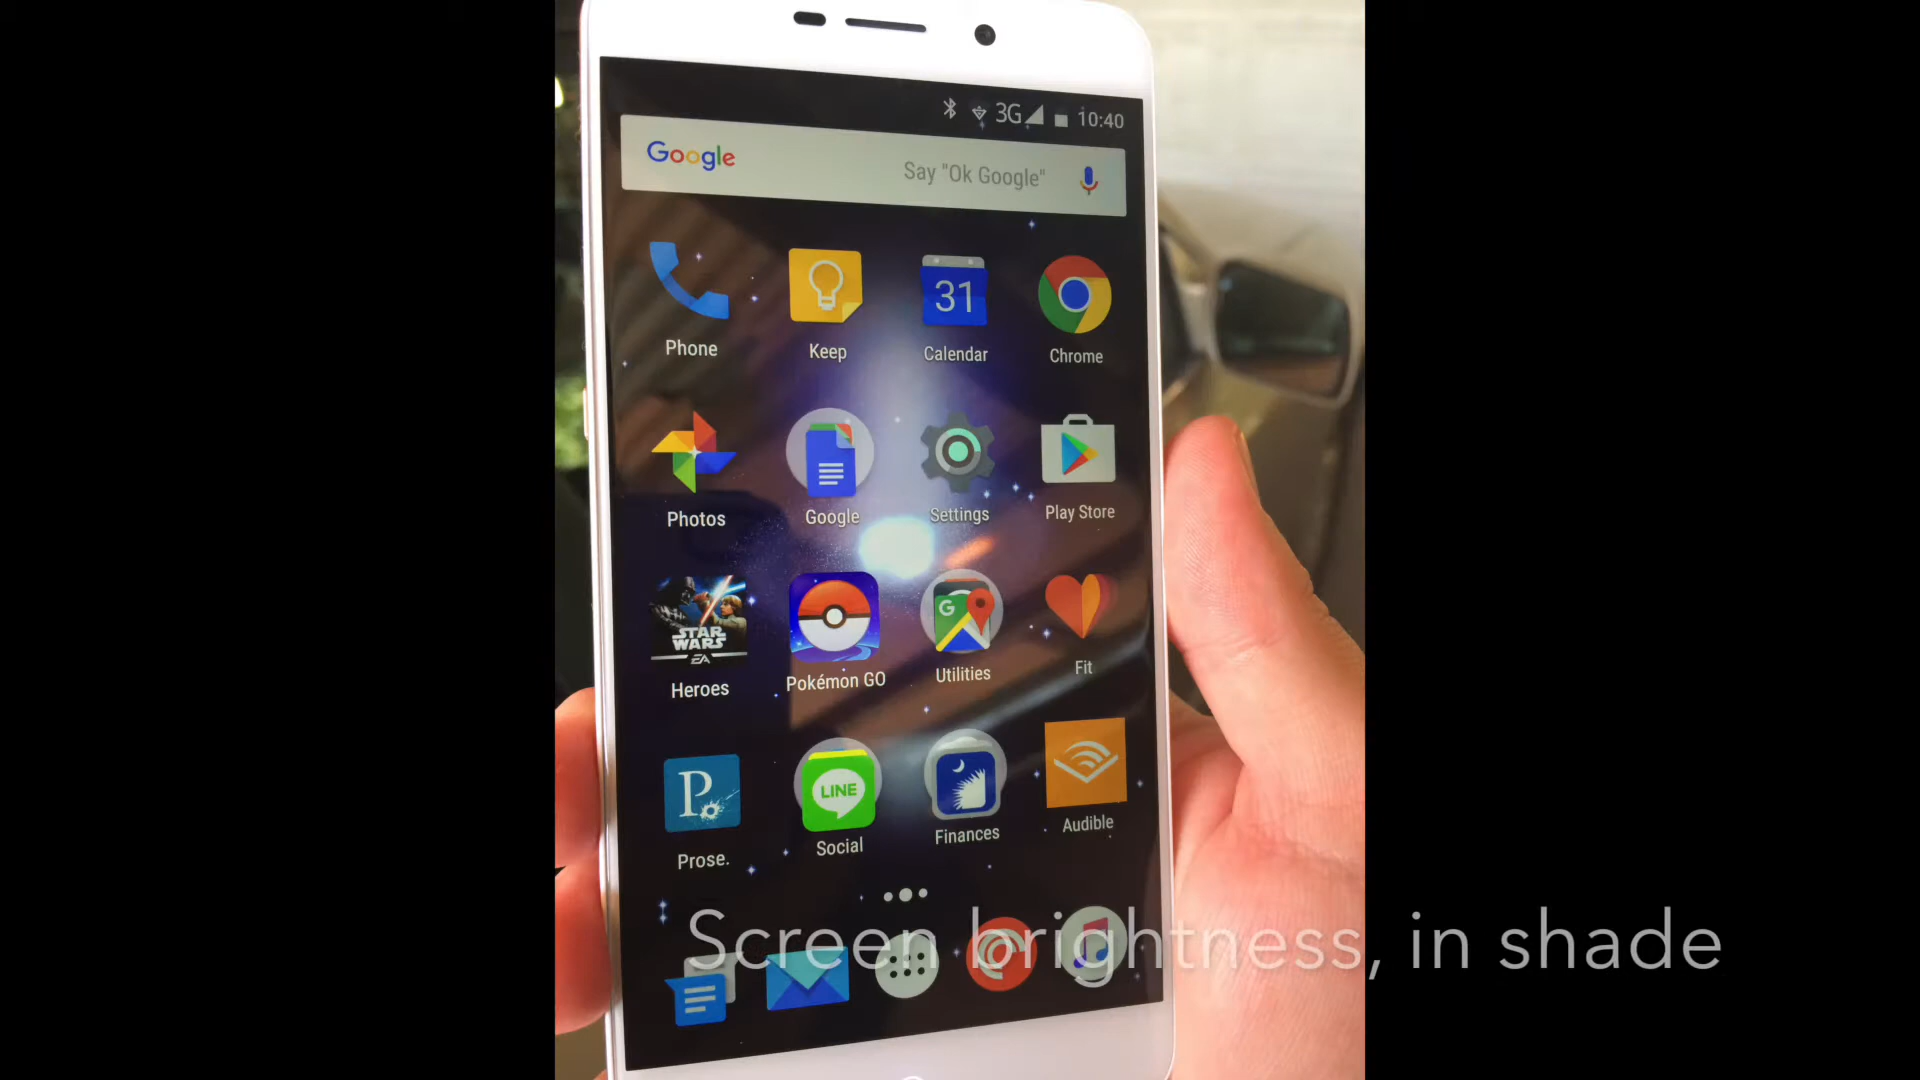 3G 10:40
Google Say "Ok Google"
31
Phone Keep Calendar Chrome
Photos Google Settings Play Store
STAR
WARS
EA
G
Heroes Pokémon GO Utilities Fit
P
LINE
Prose. Social Finances Audible
Screen brightness, in shade